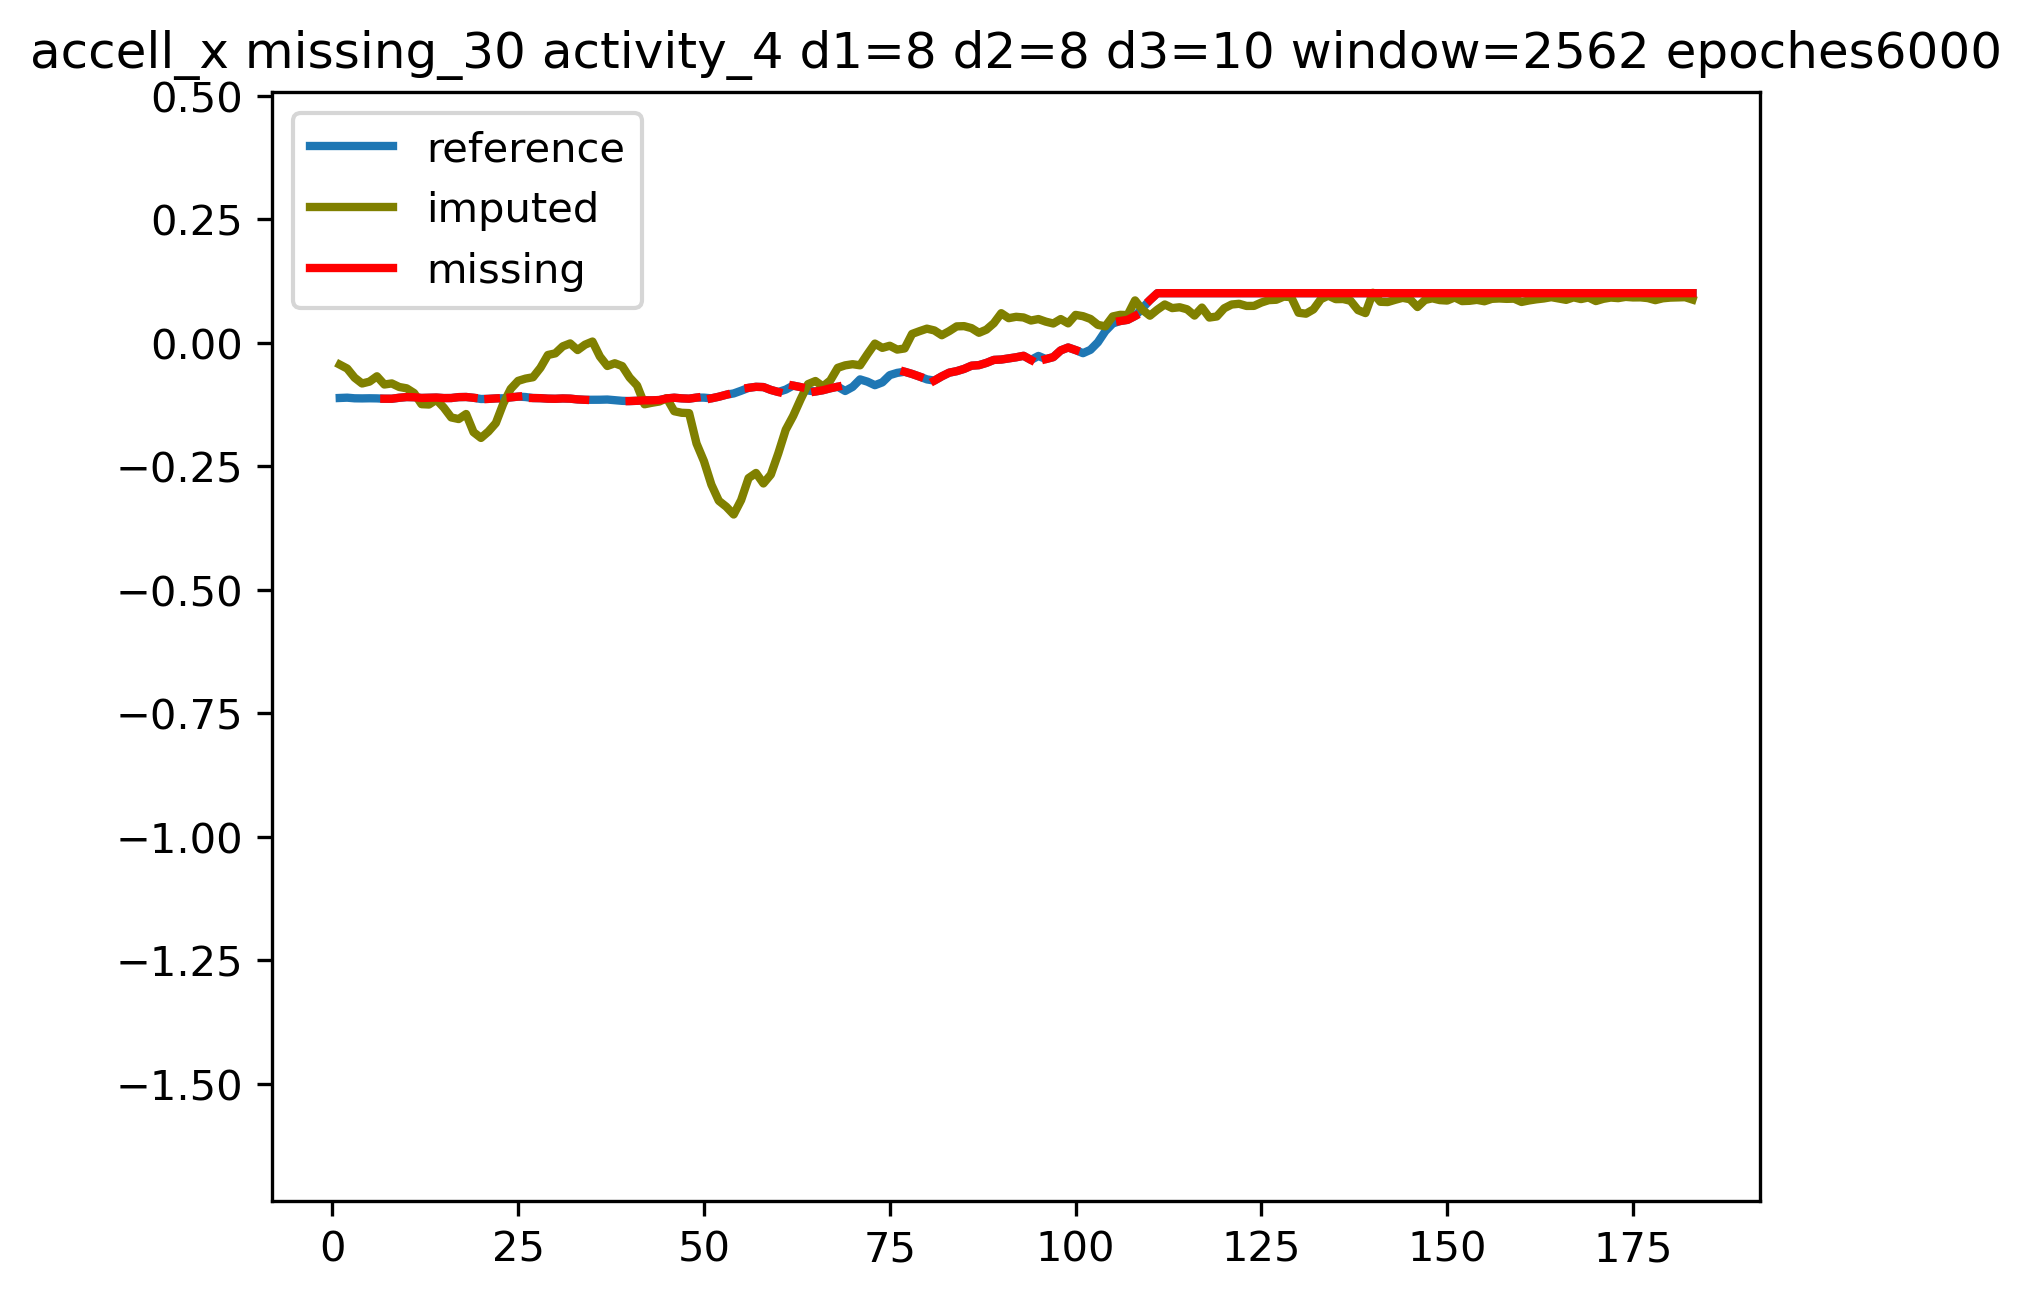 accell_x missing_30 activity_4 d1=8 d2=8 d3=10 window=2562 epoches6000
reference
imputed
missing
0.50
0.25
0.00
−0.25
−0.50
−0.75
−1.00
−1.25
−1.50
0 25 50 75 100 125 150 175